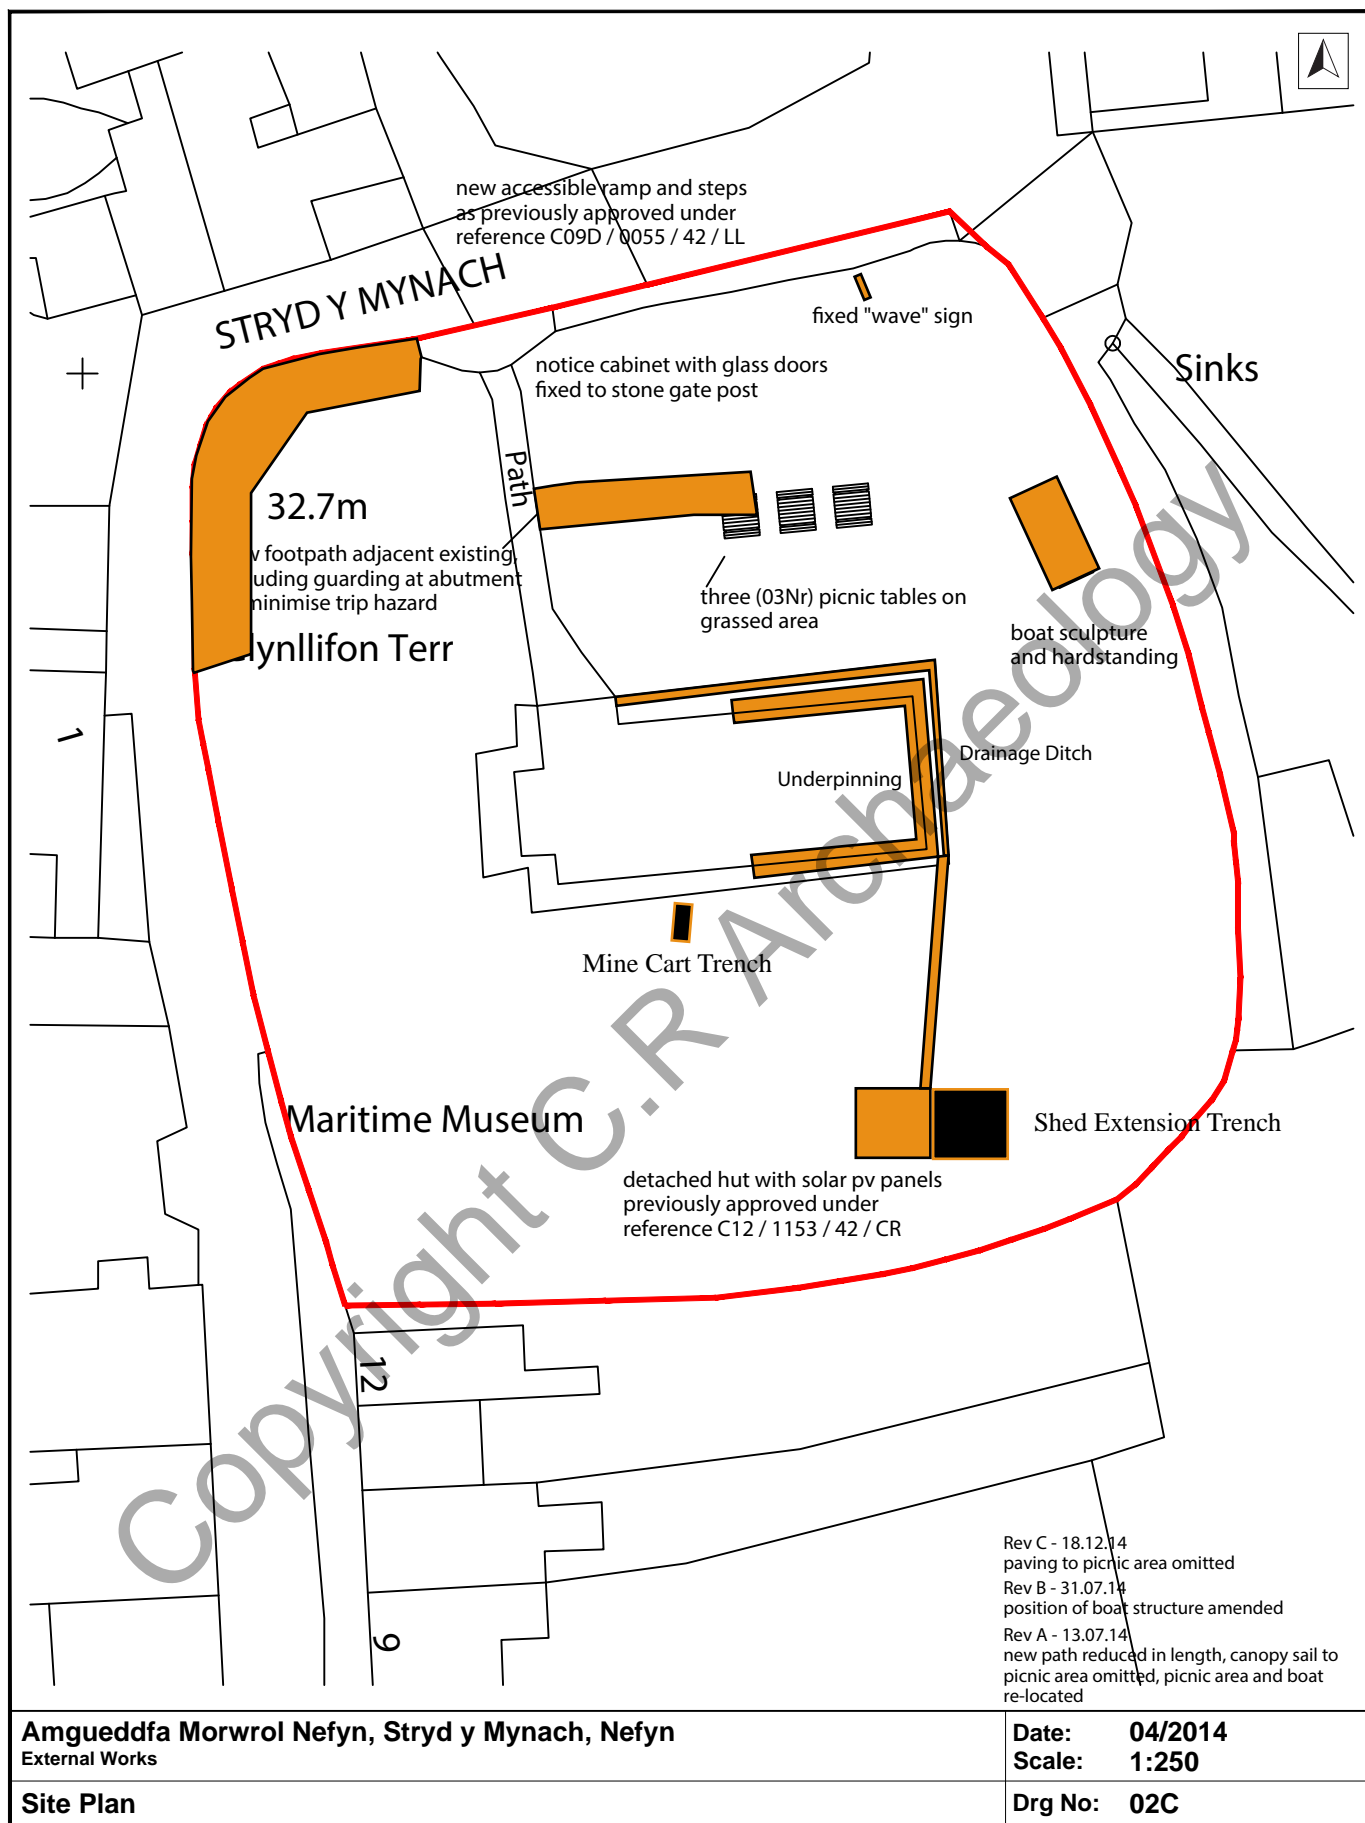 new accessible ramp and steps
as previously approved under
reference C09D / 0055 / 42 / LL
STRYD Y MYNACH
fixed "wave" sign
notice cabinet with glass doors
fixed to stone gate post
Sinks
Path
32.7m
footpath adjacent existing,
uding guarding at abutment
minimise trip hazard
three (03Nr) picnic tables on
grassed area
lynllifon Terr
boat sculpture
and hardstanding
1
Drainage Ditch
Underpinning
Mine Cart Trench
Maritime Museum
Shed Extension Trench
detached hut with solar pv panels
previously approved under
reference C12 / 1153 / 42 / CR
12
9
Copyright C.R Archaeology
Rev C - 18.12.14
paving to picnic area omitted
Rev B - 31.07.14
position of boat structure amended
Rev A - 13.07.14
new path reduced in length, canopy sail to
picnic area omitted, picnic area and boat
re-located
Amgueddfa Morwrol Nefyn, Stryd y Mynach, Nefyn
External Works
Date: 04/2014
Scale: 1:250
Site Plan
Drg No: 02C